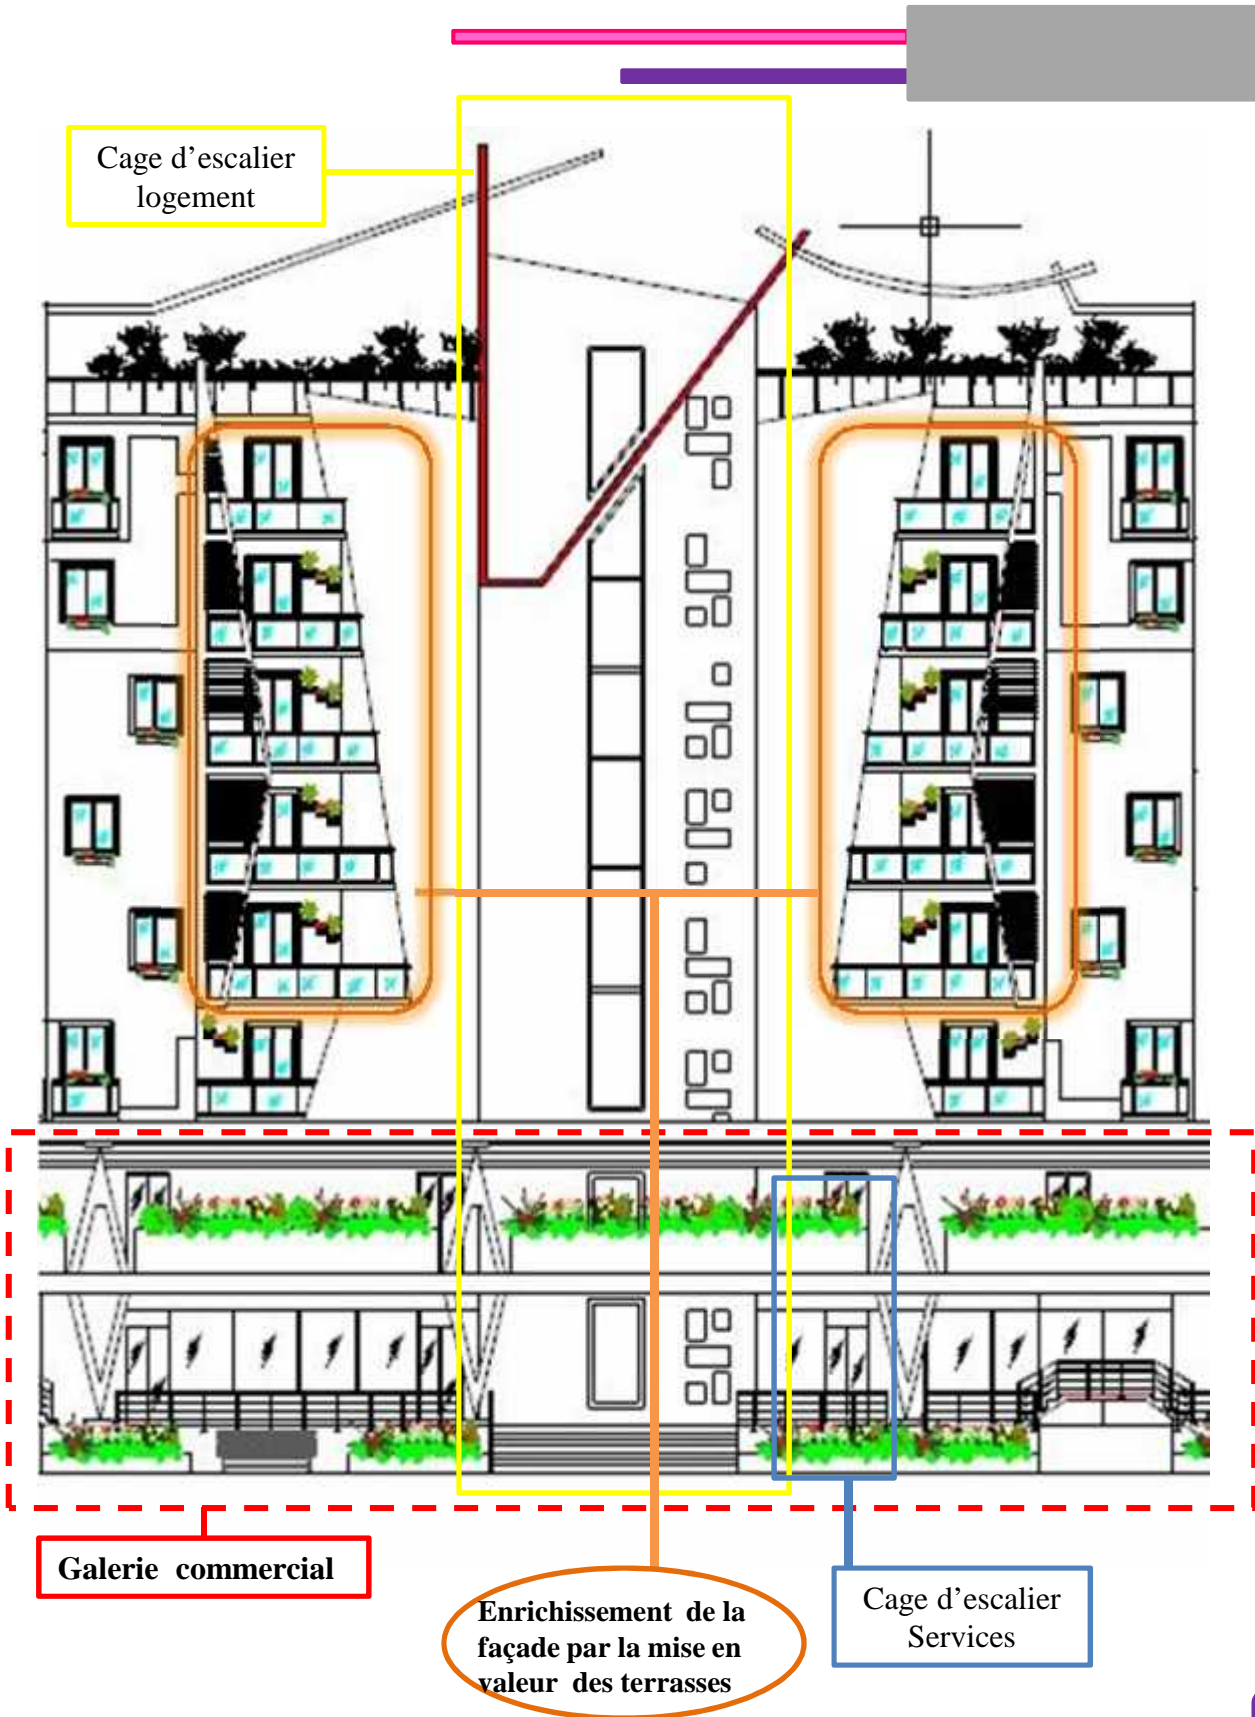 Cage d’escalier
logement
Galerie  commercial
Enrichissement  de la
façade par la mise en
valeur  des terrasses
Cage d’escalier
Services